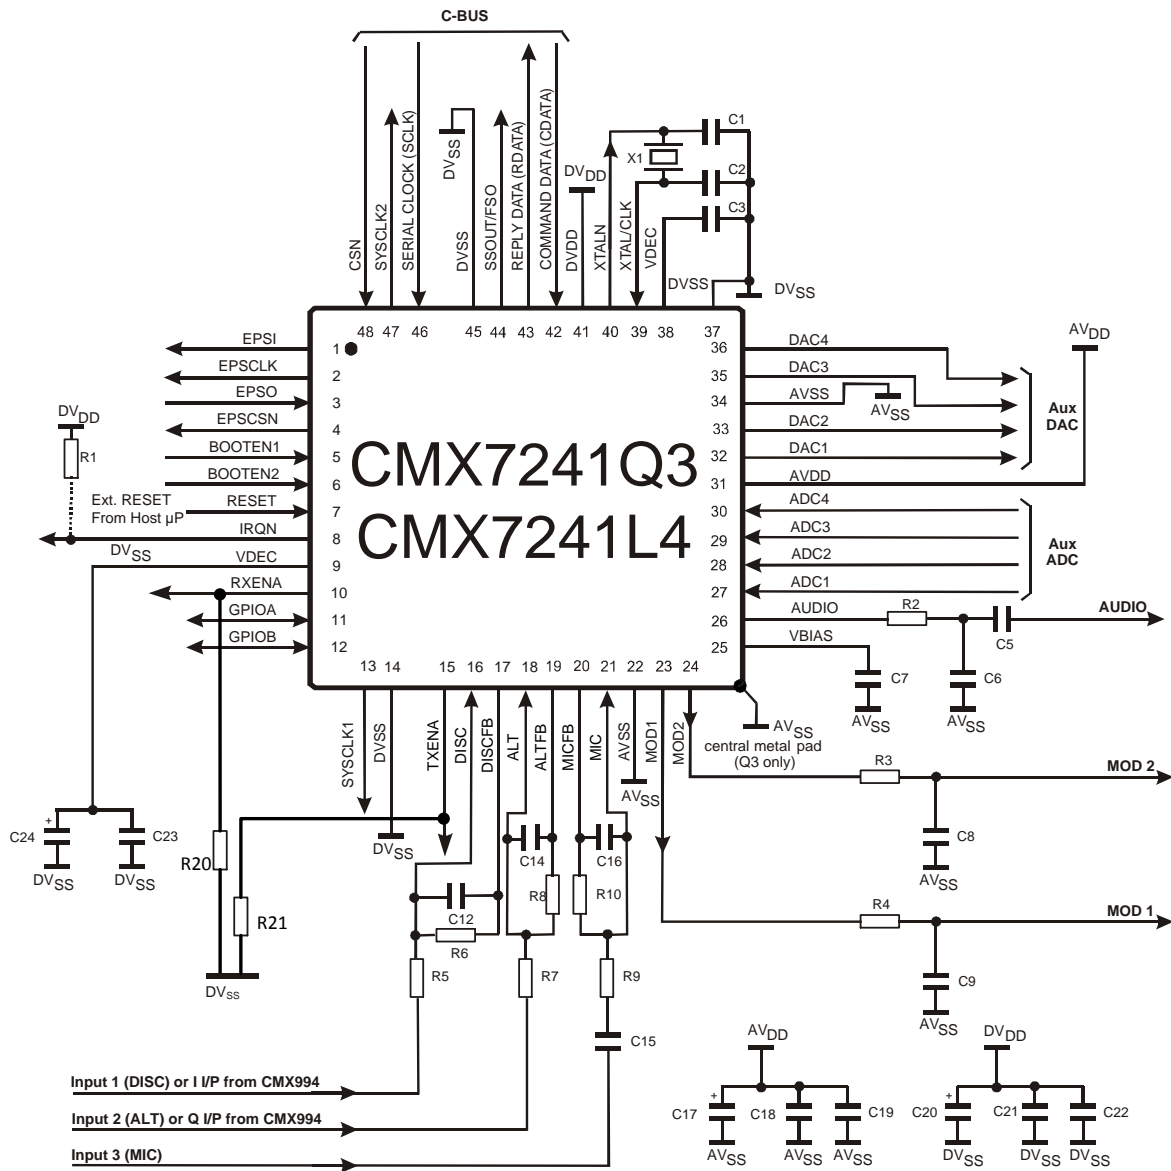 C-BUS
CSN
SYSCLK2
SERIAL CLOCK (SCLK)
DVSS
DVSS
SSOUT/FSO
REPLY DATA (RDATA)
COMMAND DATA (CDATA)
DVDD
DVDD
XTALN
XTAL/CLK
VDEC
DVSS
X1
C1
C2
C3
DVSS
48 47 46 45 44 43 42 41 40 39 38 37
EPSI 1
EPSCLK 2
EPSO 3
EPSCSN 4
BOOTEN1 5
BOOTEN2 6
RESET 7
IRQN 8
VDEC 9
RXENA 10
GPIOA 11
GPIOB 12
DVDD
R1
Ext. RESET
From Host µP
DVSS
CMX7241Q3
CMX7241L4
36 DAC4
35 DAC3
34 AVSS
33 DAC2
32 DAC1
31 AVDD
30 ADC4
29 ADC3
28 ADC2
27 ADC1
26 AUDIO
25 VBIAS
AVSS
AVDD
Aux
DAC
Aux
ADC
R2
C5
AUDIO
C7
C6
AVSS
AVSS
13 14 15 16 17 18 19 20 21 22 23 24
SYSCLK1
DVSS
TXENA
DISC
DISCFB
ALT
ALTFB
MICFB
MIC
AVSS
MOD1
MOD2
AVSS
central metal pad
(Q3 only)
AVSS
R3
MOD 2
C8
AVSS
R4
MOD 1
C9
AVSS
C24
+
C23
DVSS
DVSS
R20
R21
DVSS
DVSS
C14
C16
R8
R10
C12
R6
R5
R7
R9
C15
Input 1 (DISC) or I I/P from CMX994
Input 2 (ALT) or Q I/P from CMX994
Input 3 (MIC)
AVDD
+
C17
C18
C19
AVSS
AVSS
AVSS
DVDD
+
C20
C21
C22
DVSS
DVSS
DVSS